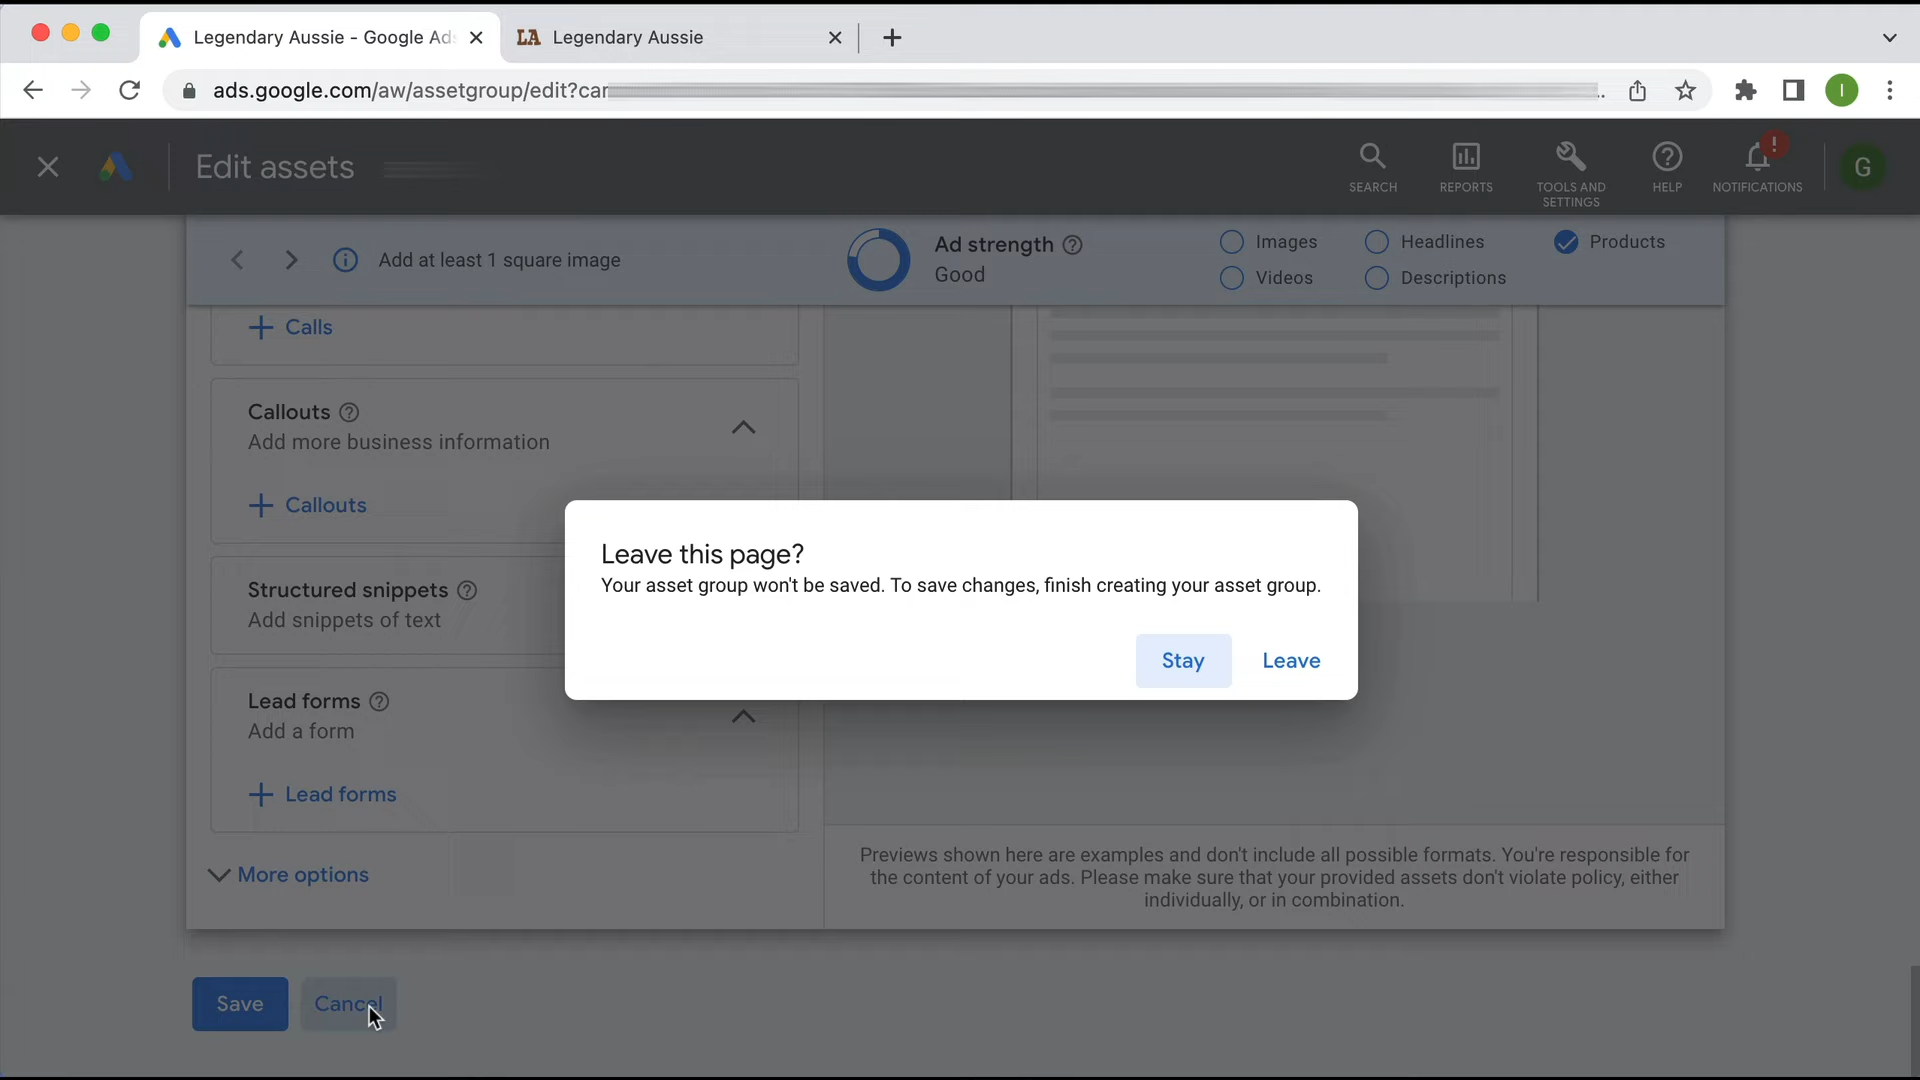 Legendary Aussie - Google Ads
LA Legendary Aussie
ads.google.com/aw/assetgroup/edit?car
I
Edit assets
SEARCH
REPORTS
TOOLS AND
SETTINGS
HELP
!
NOTIFICATIONS
G
Add at least 1 square image
Ad strength
Good
Images
Headlines
Products
Videos
Descriptions
Calls
Callouts
Add more business information
Callouts
Structured snippets
Add snippets of text
Lead forms
Add a form
Lead forms
More options
Leave this page?
Your asset group won't be saved. To save changes, finish creating your asset group.
Stay
Leave
Previews shown here are examples and don't include all possible formats. You're responsible for
the content of your ads. Please make sure that your provided assets don't violate policy, either
individually, or in combination.
Save
Cancel